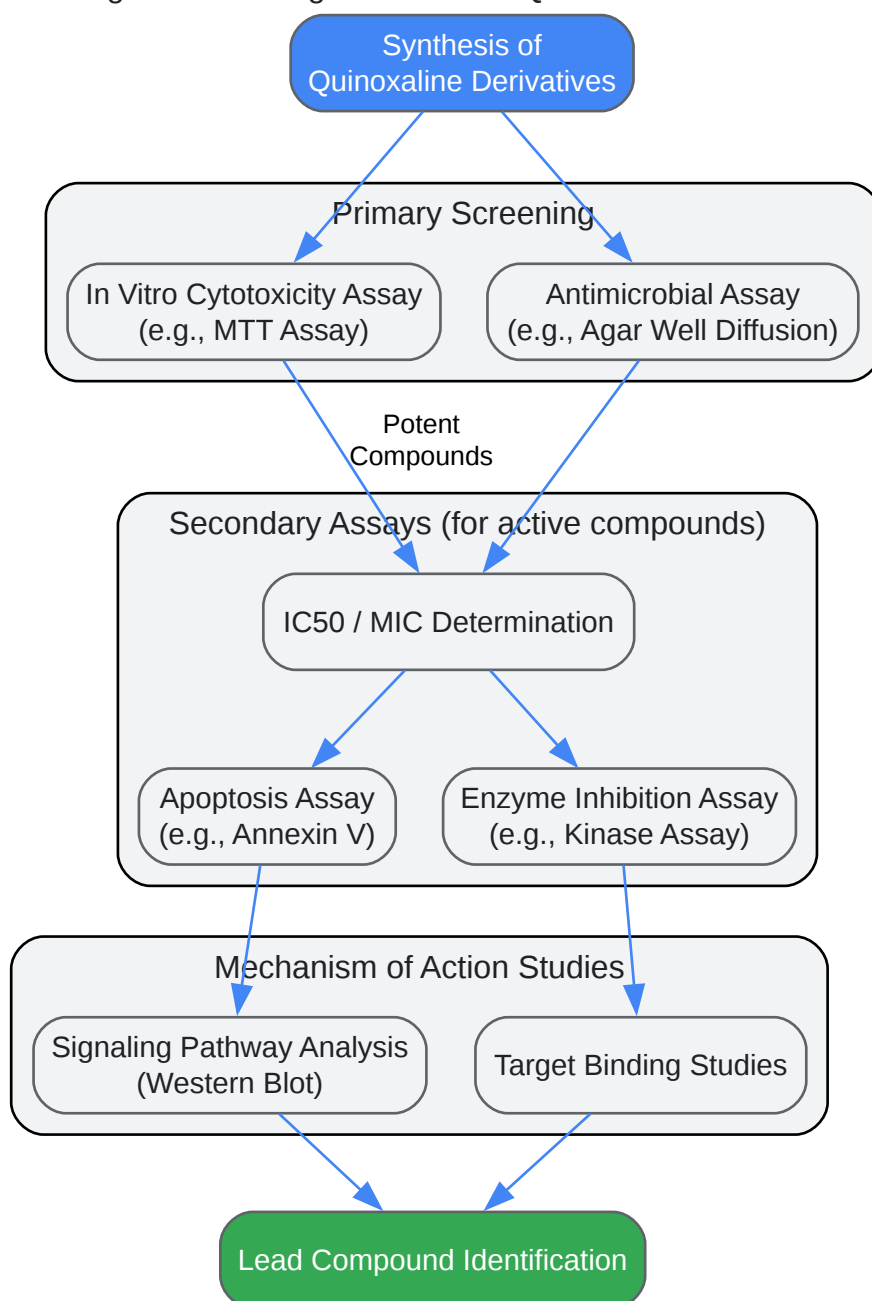 Synthesis of
Quinoxaline Derivatives
Primary Screening
In Vitro Cytotoxicity Assay
(e.g., MTT Assay)
Antimicrobial Assay
(e.g., Agar Well Diffusion)
Potent
Compounds
Secondary Assays (for active compounds)
IC50 / MIC Determination
Apoptosis Assay
(e.g., Annexin V)
Enzyme Inhibition Assay
(e.g., Kinase Assay)
Mechanism of Action Studies
Signaling Pathway Analysis
(Western Blot)
Target Binding Studies
Lead Compound Identification